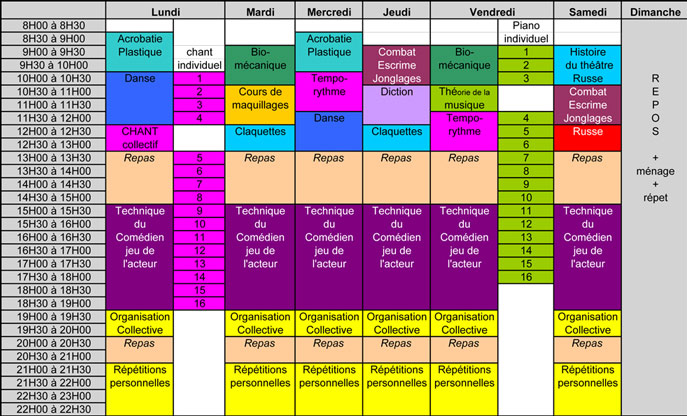 Lundi Mardi Mercredi Jeudi Vendredi Samedi Dimanche
8H00 à 8H30 Piano
8H30 à 9H00 Acrobatie Acrobatie individuel
9H00 à 9H30 Plastique chant Bio- Plastique Combat Bio- 1 Histoire
9H30 à 10H00 individuel mécanique Escrime mécanique 2 du théâtre
10H00 à 10H30 Danse 1 Tempo- Jonglages 3 Russe R
10H30 à 11H00 2 Cours de rythme Diction Théorie de la Combat E
11H00 à 11H30 3 de maquillages musique Escrime P
11H30 à 12H00 4 Danse Tempo- 4 Jonglages O
12H00 à 12H30 CHANT Claquettes Claquettes rythme 5 Russe S
12H30 à 13H00 collectif 6
13H00 à 13H30 Repas 5 Repas Repas Repas Repas 7 Repas +
13H30 à 14H00 6 8 ménage
14H00 à 14H30 7 9 +
14H30 à 15H30 8 10 répet
15H00 à 15H30 Technique 9 Technique Technique Technique Technique 11 Technique
15H30 à 16H00 du 10 du du du du 12 du
16H00 à 16H30 Comédien 11 Comédien Comédien Comédien Comédien 13 Comédien
16H30 à 17H00 jeu de 12 jeu de jeu de jeu de jeu de 14 jeu de
17H00 à 17H30 l'acteur 13 l'acteur l'acteur l'acteur l'acteur 15 l'acteur
17H30 à 18H00 14 16
18H00 à 18H30 15
18H30 à 19H00 16
19H00 à 19H30 Organisation Organisation Organisation Organisation Organisation Organisation
19H30 à 20H00 Collective Collective Collective Collective Collective Collective
20H00 à 20H30 Repas Repas Repas Repas Repas Repas
20H30 à 21H00
21H00 à 21H30 Répétitions Répétitions Répétitions Répétitions Répétitions Répétitions
21H30 à 22H00 personnelles personnelles personnelles personnelles personnelles personnelles
22H30 à 23H00
22H00 à 22H30